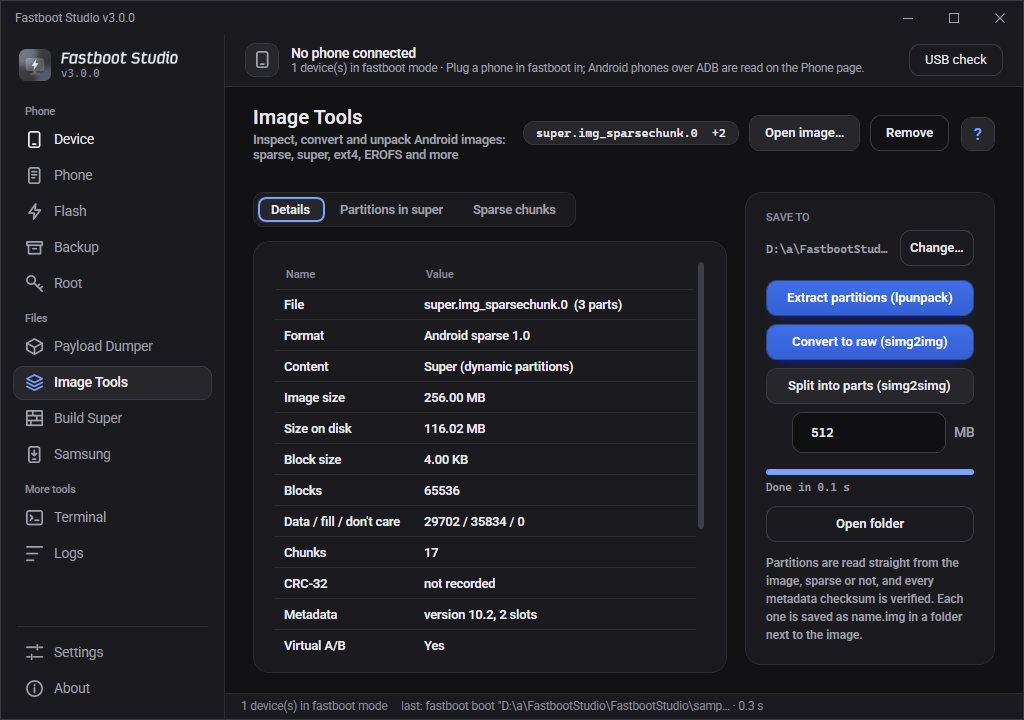 Fastboot Studio v3.0.0
Fastboot Studio
v3.0.0
Phone
Device
Phone
Flash
Backup
Root
Files
Payload Dumper
Image Tools
Build Super
Samsung
More tools
Terminal
Logs
Settings
About
No phone connected
1 device(s) in fastboot mode · Plug a phone in fastboot in; Android phones over ADB are read on the Phone page.
USB check
Image Tools
Inspect, convert and unpack Android images:
sparse, super, ext4, EROFS and more
super.img_sparsechunk.0 +2
Open image...
Remove
?
Details
Partitions in super
Sparse chunks
Name Value
File super.img_sparsechunk.0 (3 parts)
Format Android sparse 1.0
Content Super (dynamic partitions)
Image size 256.00 MB
Size on disk 116.02 MB
Block size 4.00 KB
Blocks 65536
Data / fill / don't care 29702 / 35834 / 0
Chunks 17
CRC-32 not recorded
Metadata version 10.2, 2 slots
Virtual A/B Yes
SAVE TO
D:\a\FastbootStud…
Change...
Extract partitions (lpunpack)
Convert to raw (simg2img)
Split into parts (simg2simg)
512 MB
Done in 0.1 s
Open folder
Partitions are read straight from the
image, sparse or not, and every
metadata checksum is verified. Each
one is saved as name.img in a folder
next to the image.
1 device(s) in fastboot mode last: fastboot boot "D:\a\FastbootStudio\FastbootStudio\samp… · 0.3 s